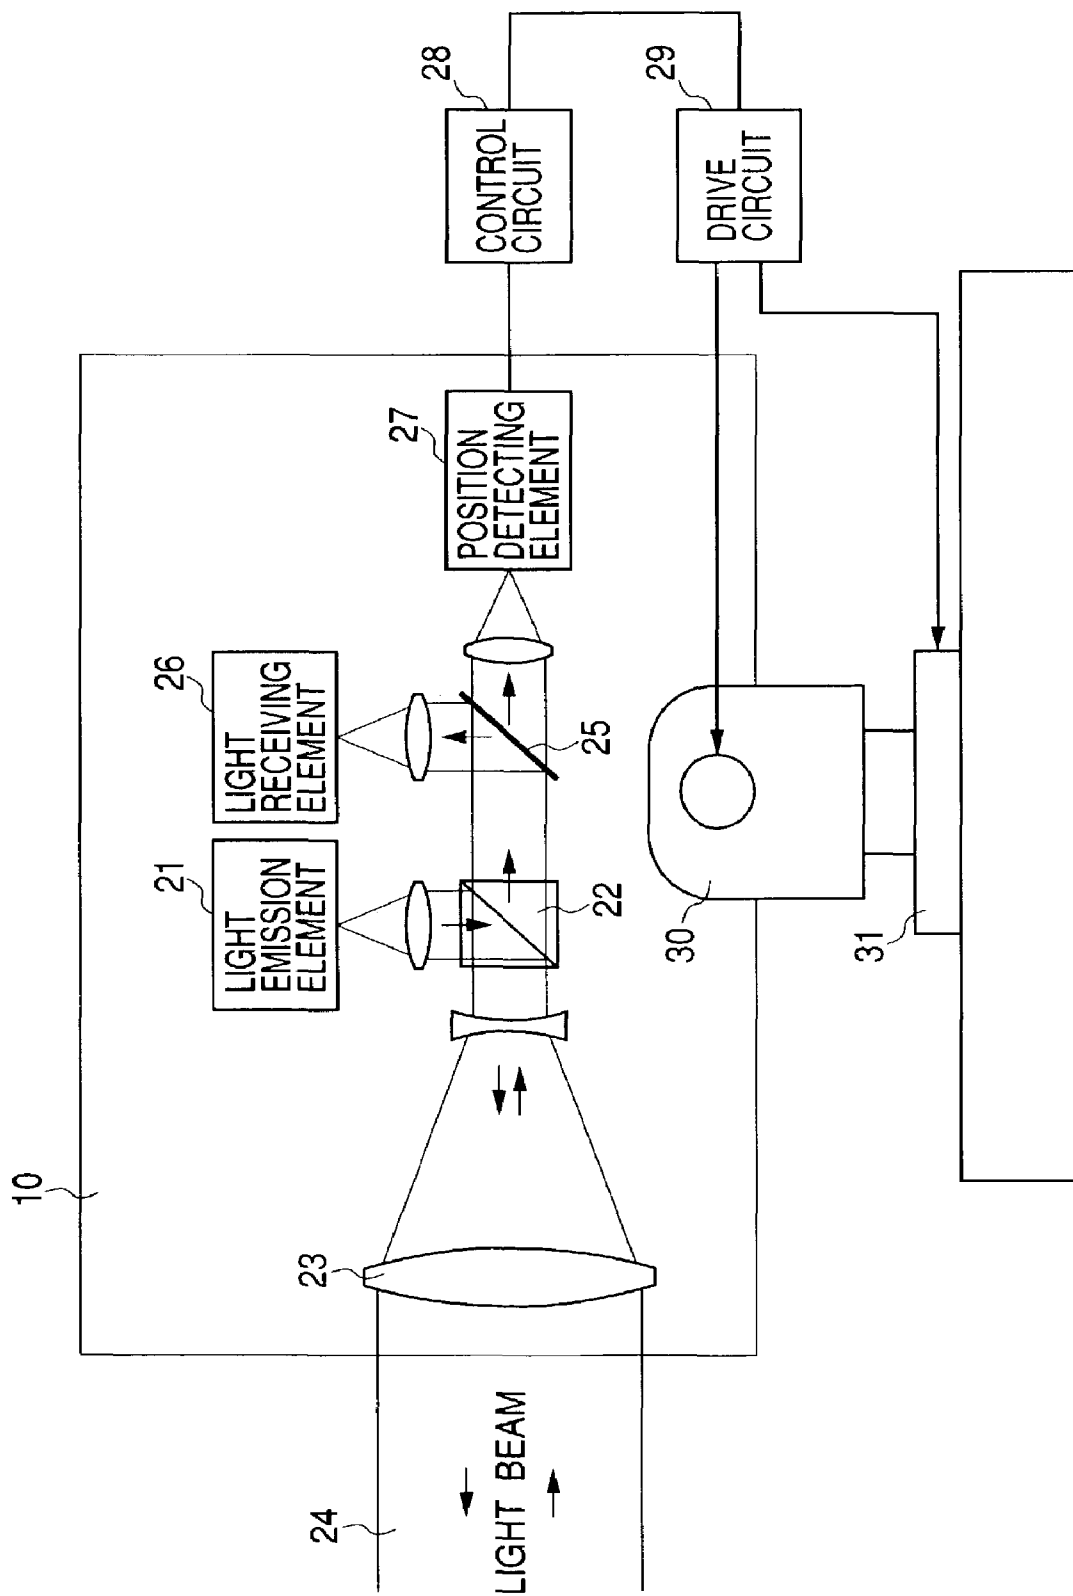 10
24
LIGHT BEAM
23
21
LIGHT
EMISSION
ELEMENT
26
LIGHT
RECEIVING
ELEMENT
22
25
27
POSITION
DETECTING
ELEMENT
28
CONTROL
CIRCUIT
29
DRIVE
CIRCUIT
30
31